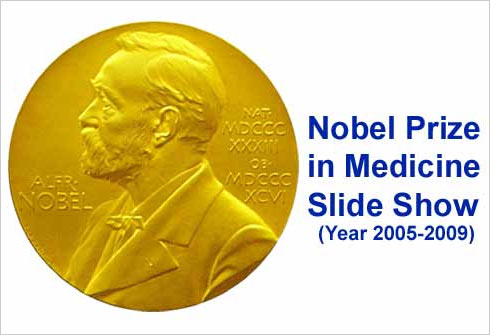 ALFR·
NOBEL
NAT·
MDCCC
XXXIII
OB·
MDCCC
XCVI
Nobel Prize
in Medicine
Slide Show
(Year 2005-2009)